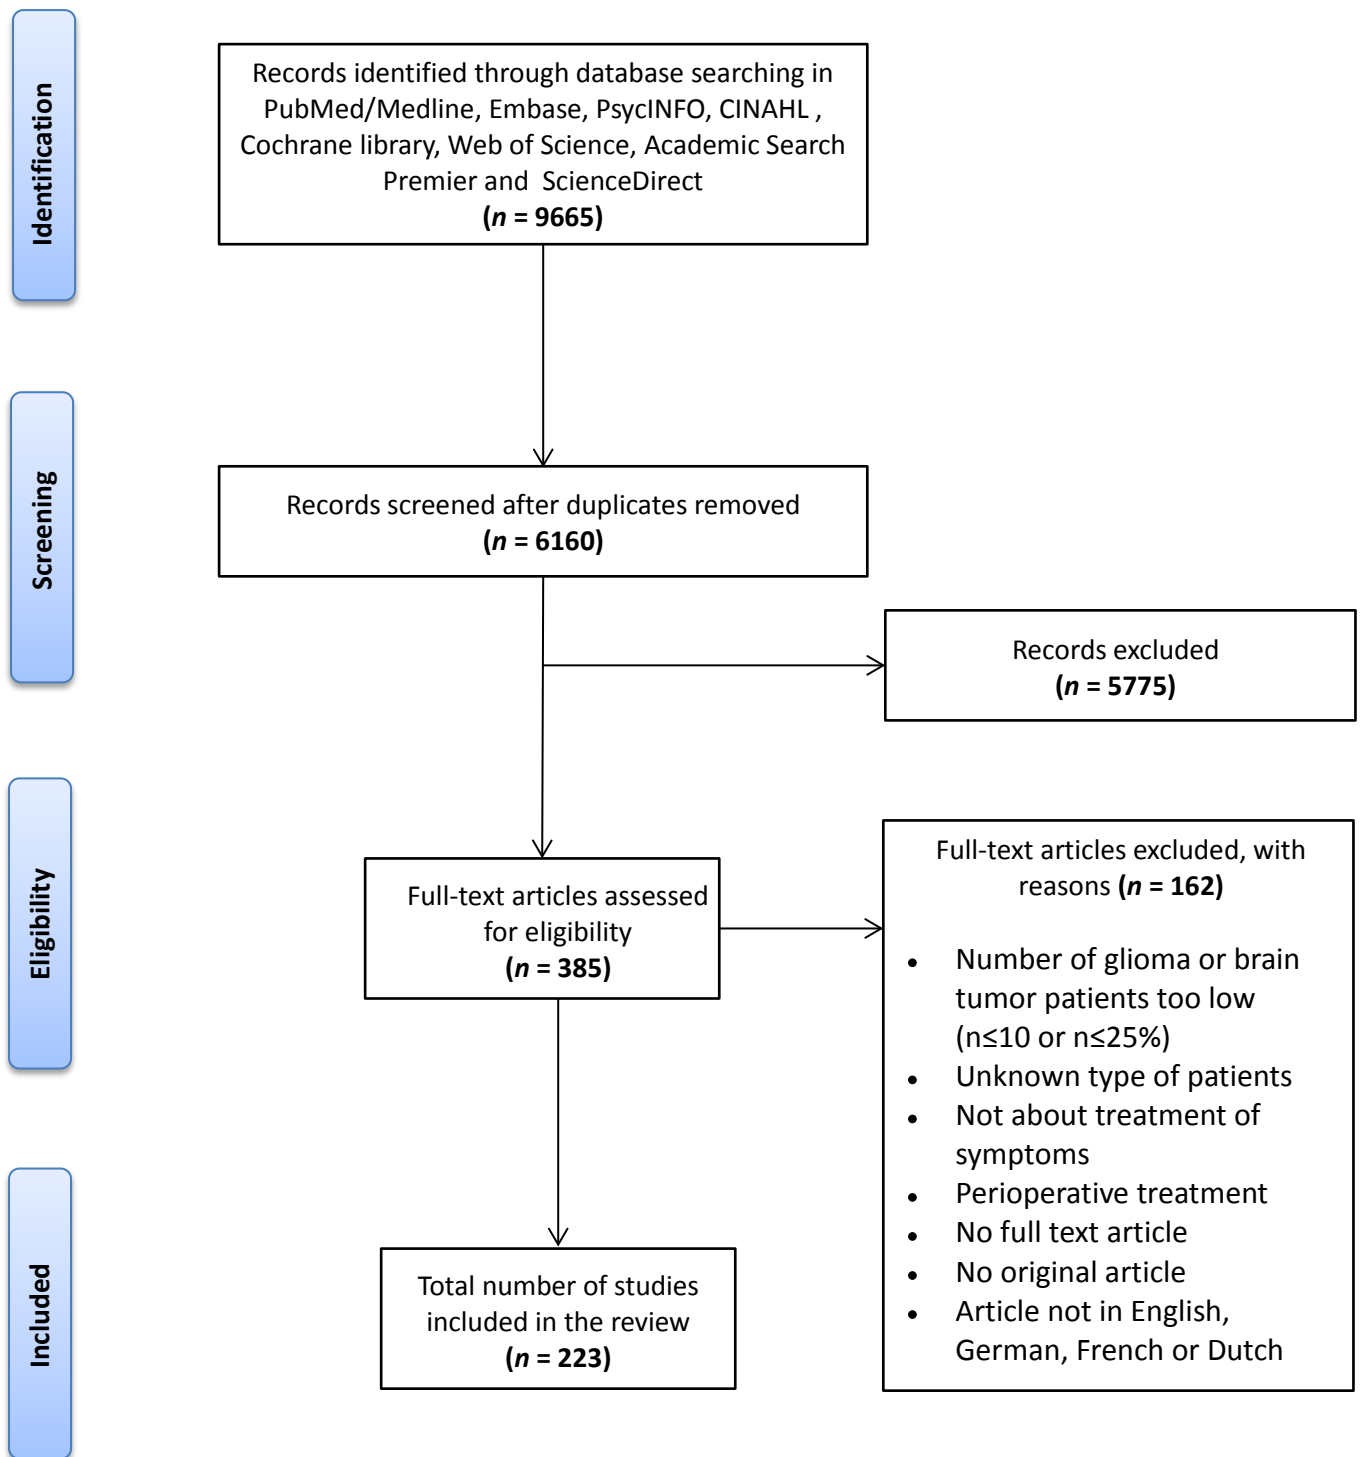 Identification
Records identified through database searching in
PubMed/Medline, Embase, PsycINFO, CINAHL ,
Cochrane library, Web of Science, Academic Search
Premier and ScienceDirect
(n = 9665)
Screening
Records screened after duplicates removed
(n = 6160)
Records excluded
(n = 5775)
Eligibility
Full-text articles assessed
for eligibility
(n = 385)
Full-text articles excluded, with
reasons (n = 162)
• Number of glioma or brain
tumor patients too low
(n≤10 or n≤25%)
• Unknown type of patients
• Not about treatment of
symptoms
• Perioperative treatment
• No full text article
• No original article
• Article not in English,
German, French or Dutch
Included
Total number of studies
included in the review
(n = 223)